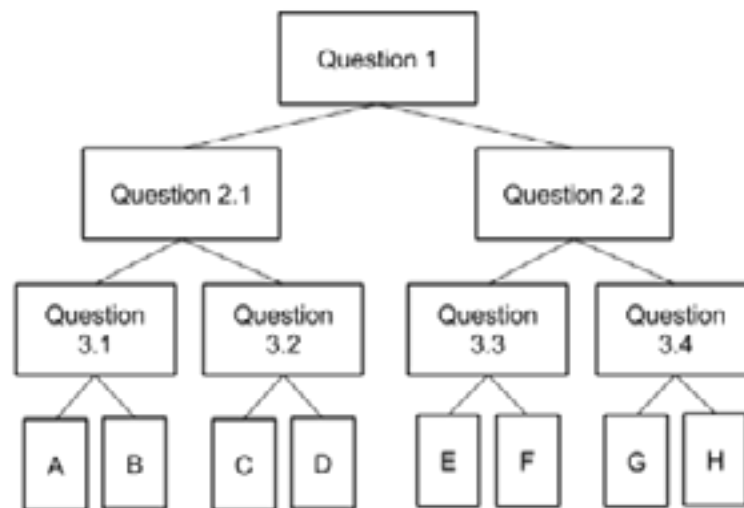 Question 1
Question 2.1
Question 2.2
Question
3.1
Question
3.2
Question
3.3
Question
3.4
A
B
C
D
E
F
G
H